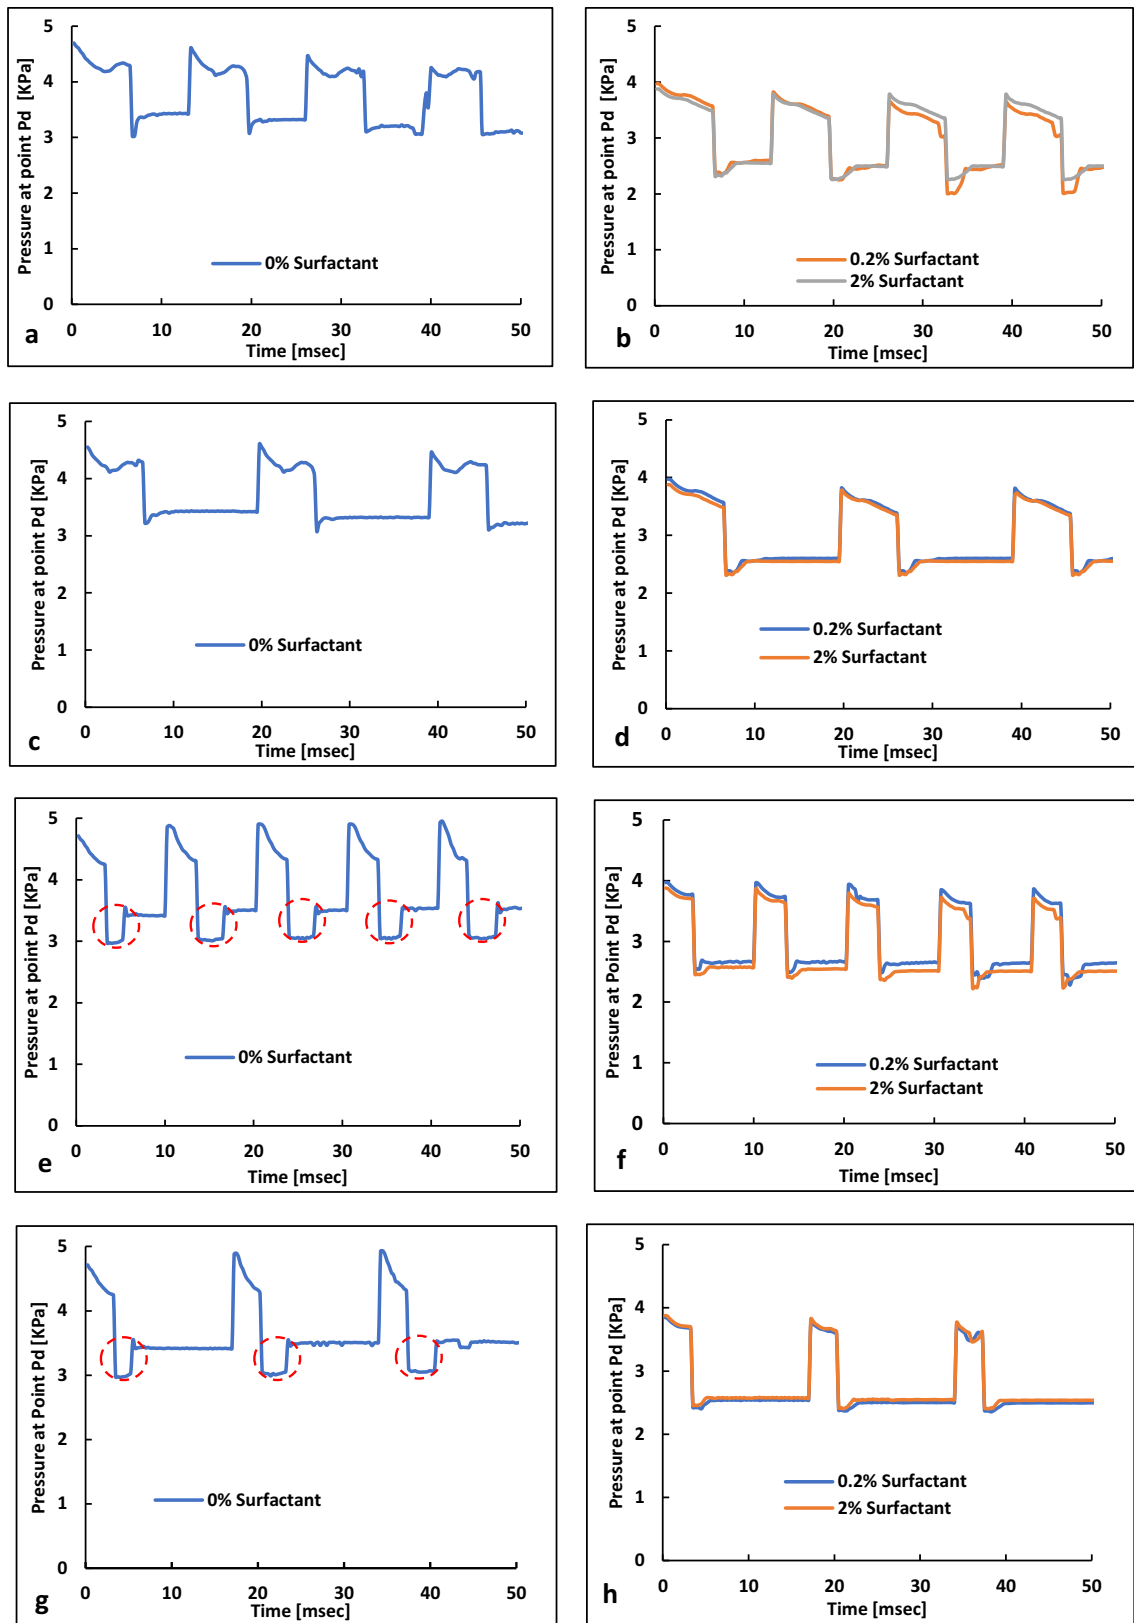 Pressure at point Pd [KPa]
5
4
3
2
1
0
0% Surfactant
0 10 20 30 40 50
Time [msec]
a
Pressure at point Pd [KPa]
5
4
3
2
1
0
0.2% Surfactant
2% Surfactant
0 10 20 30 40 50
Time [msec]
b
Pressure at point Pd [KPa]
5
4
3
2
1
0
0% Surfactant
0 10 20 30 40 50
Time [msec]
c
Pressure at point Pd [KPa]
5
4
3
2
1
0
0.2% Surfactant
2% Surfactant
0 10 20 30 40 50
Time [msec]
d
Pressure at point Pd [KPa]
5
4
3
2
1
0
0% Surfactant
0 10 20 30 40 50
Time [msec]
e
Pressure at Point Pd [KPa]
5
4
3
2
1
0
0.2% Surfactant
2% Surfactant
0 10 20 30 40 50
Time [msec]
f
Pressure at Point Pd [KPa]
5
4
3
2
1
0
0% Surfactant
0 10 20 30 40 50
Time [msec]
g
Pressure at Point Pd [KPa]
5
4
3
2
1
0
0.2% Surfactant
2% Surfactant
0 10 20 30 40 50
Time [msec]
h